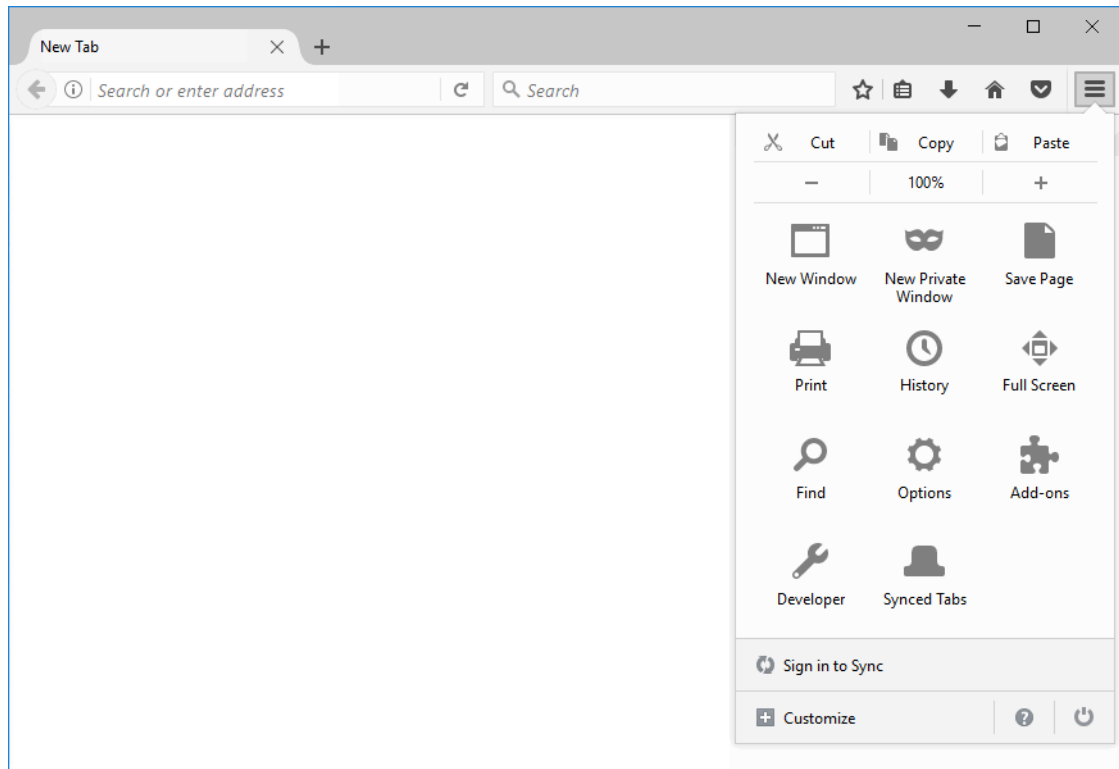 New Tab
Search or enter address
Search
Cut
Copy
Paste
100%
New Window
New Private
Window
Save Page
Print
History
Full Screen
Find
Options
Add-ons
Developer
Synced Tabs
Sign in to Sync
Customize